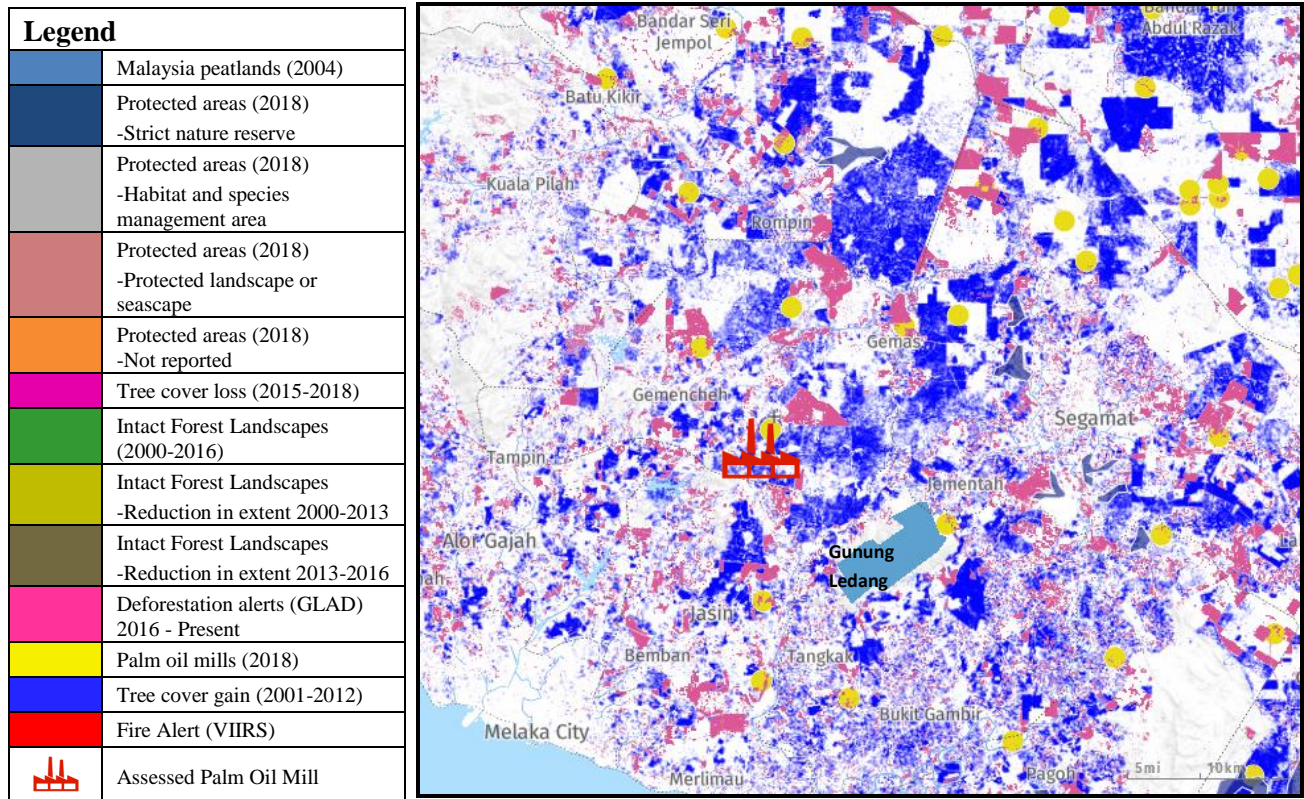 Legend
Malaysia peatlands (2004)
Protected areas (2018)
-Strict nature reserve
Protected areas (2018)
-Habitat and species
management area
Protected areas (2018)
-Protected landscape or
seascape
Protected areas (2018)
-Not reported
Tree cover loss (2015-2018)
Intact Forest Landscapes
(2000-2016)
Intact Forest Landscapes
-Reduction in extent 2000-2013
Intact Forest Landscapes
-Reduction in extent 2013-2016
Deforestation alerts (GLAD)
2016 - Present
Palm oil mills (2018)
Tree cover gain (2001-2012)
Fire Alert (VIIRS)
Assessed Palm Oil Mill
Bandar Seri
Jempol
Abdul Razak
Batu Kikir
Kuala Pilah
Rompin
Gemas
Gemencheh
Segamat
Tampin
Jementah
Alor Gajah
Gunung
Ledang
Jasin
Bemban
Tangkak
Bukit Gambir
Melaka City
Merlimau
Pagoh
5mi
10km